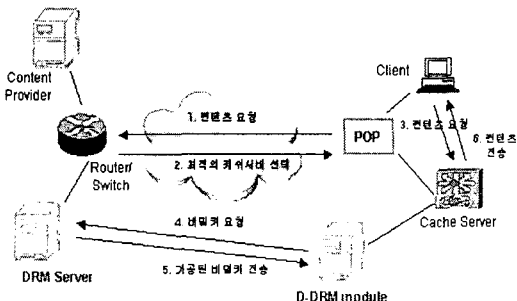 Content
Provider
Client
1. 컨텐츠 요청
POP
3. 컨텐츠 요청
6. 컨텐츠
전송
Router/
Switch
2. 최적의 캐쉬서버 선택
Cache Server
4. 비밀키 요청
DRM Server
5. 가공된 비밀키 전송
D-DRM module